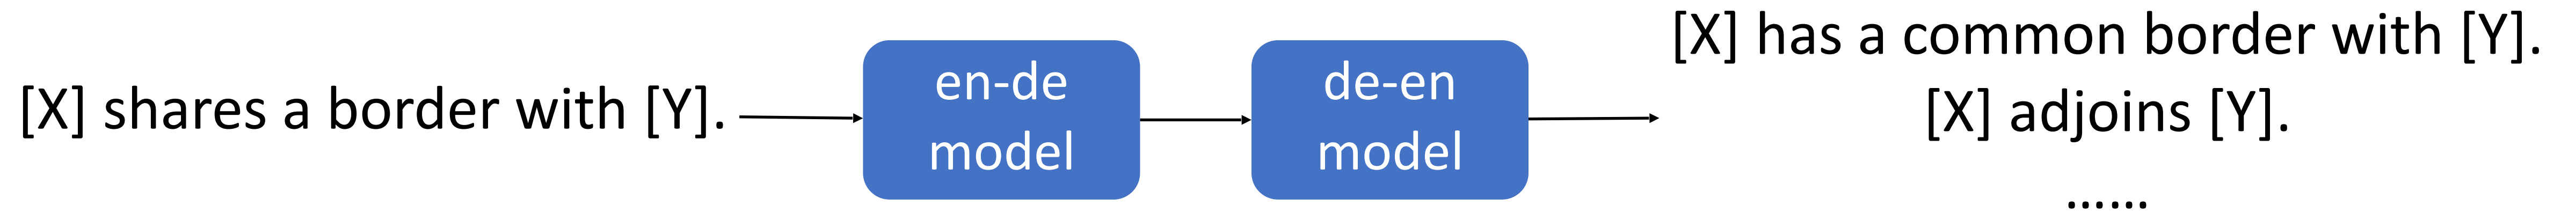 [X] shares a border with [Y].
en-de
model
de-en
model
[X] has a common border with [Y].
[X] adjoins [Y].
......